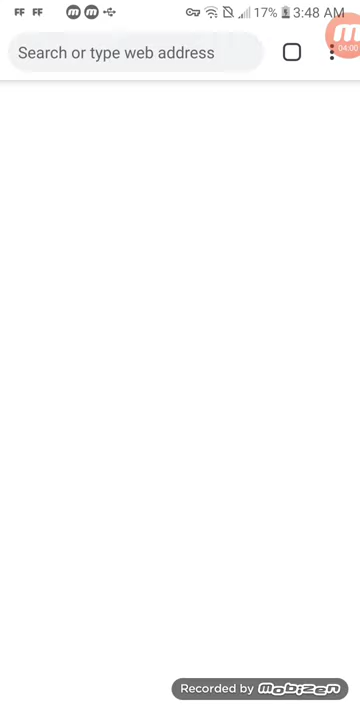 FF FF m m 17% 3:48 AM
Search or type web address
m
04:00
Recorded by mobizen